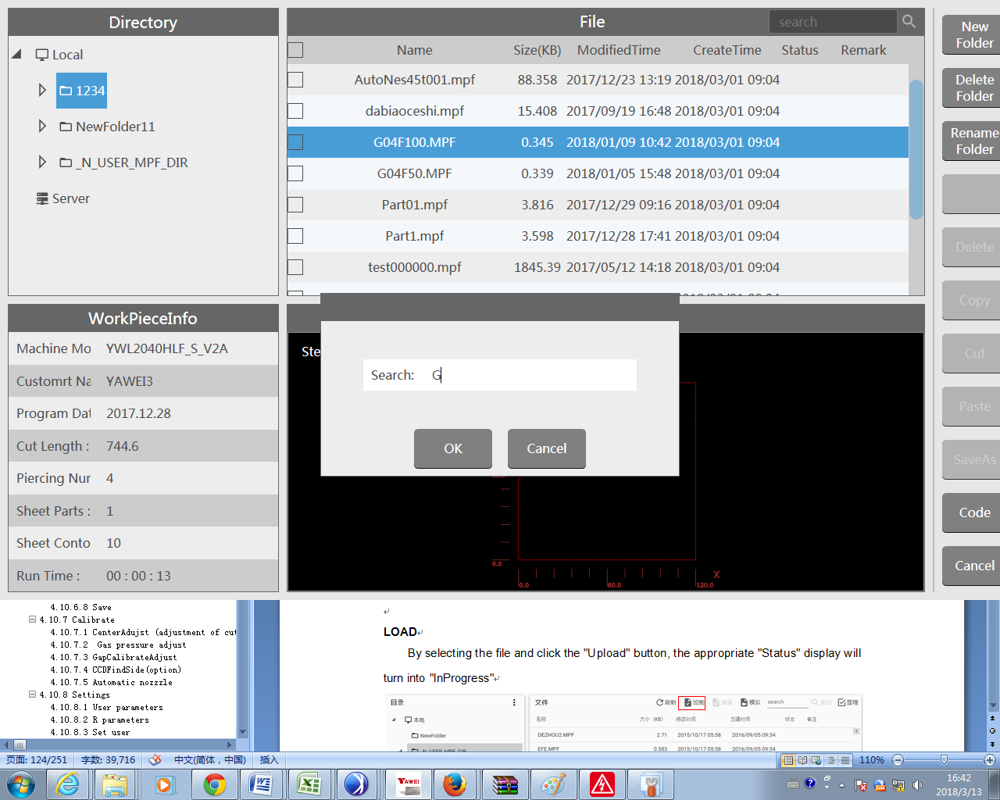 Directory
Local
1234
NewFolder11
_N_USER_MPF_DIR
Server
File
search
Name Size(KB) ModifiedTime CreateTime Status Remark
AutoNes45t001.mpf 88.358 2017/12/23 13:19 2018/03/01 09:04
dabiaoceshi.mpf 15.408 2017/09/19 16:48 2018/03/01 09:04
G04F100.MPF 0.345 2018/01/09 10:42 2018/03/01 09:04
G04F50.MPF 0.339 2018/01/05 15:48 2018/03/01 09:04
Part01.mpf 3.816 2017/12/29 09:16 2018/03/01 09:04
Part1.mpf 3.598 2017/12/28 17:41 2018/03/01 09:04
test000000.mpf 1845.39 2017/05/12 14:18 2018/03/01 09:04
New
Folder
Delete
Folder
Rename
Folder
Delete
Copy
Cut
Paste
SaveAs
Code
Cancel
WorkPieceInfo
Machine Mo YWL2040HLF_S_V2A
Customrt Na YAWEI3
Program Dat 2017.12.28
Cut Length : 744.6
Piercing Nur 4
Sheet Parts : 1
Sheet Conto 10
Run Time : 00 : 00 : 13
Ste
Search: G
OK Cancel
0.0
0.0 60.0 120.0
X
4.10.6.8 Save
4.10.7 Calibrate
4.10.7.1 CenterAdujst (adjustment of cut
4.10.7.2 Gas pressure adjust
4.10.7.3 GapCalibrateAdjust
4.10.7.4 CCDFindSide(option)
4.10.7.5 Automatic nozzzle
4.10.8 Settings
4.10.8.1 User parameters
4.10.8.2 R parameters
4.10.8.3 Set user
LOAD
By selecting the file and click the "Upload" button, the appropriate "Status" display will
turn into "InProgress"
目录
本地
NewFolder
_N_USER_MPF_DIR
文件 刷新 加载 编辑 模拟 search 查找 整理
名称 大小（KB） 修改时间 创建时间 状态 备注
DEZHOU2.MPF 2.71 2015/10/17 05:58 2016/09/05 09:34
EFE.MPF 0.583 2015/10/17 05:58 2016/09/05 09:34
页面: 124/251 字数: 39,716 中文(简体，中国) 插入 110%
YAWEI
16:42
2018/3/13